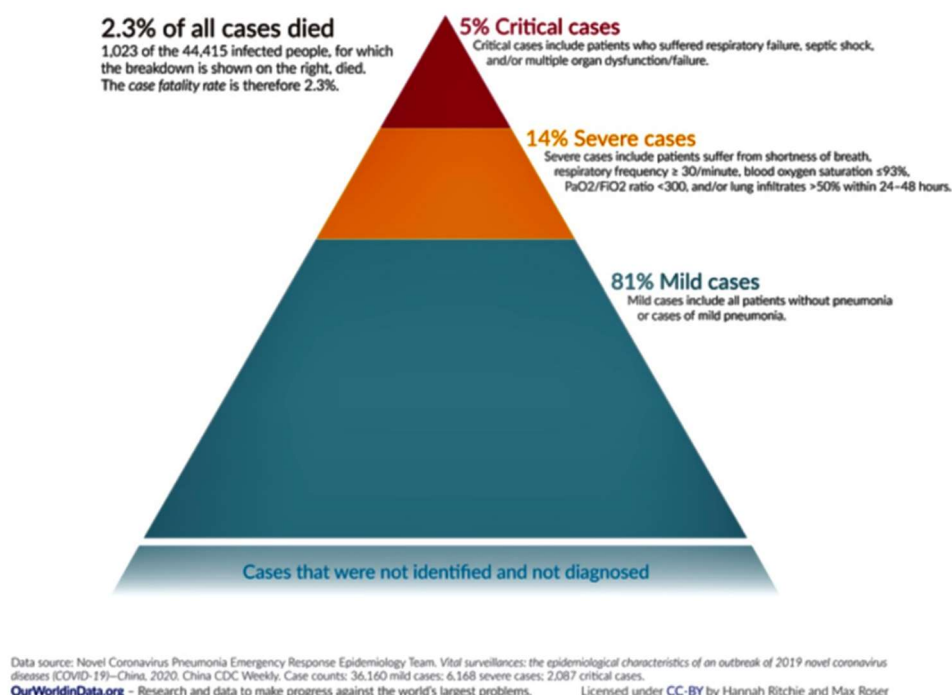 2.3% of all cases died
1,023 of the 44,415 infected people, for which
the breakdown is shown on the right, died.
The case fatality rate is therefore 2.3%.
5% Critical cases
Critical cases include patients who suffered respiratory failure, septic shock,
and/or multiple organ dysfunction/failure.
14% Severe cases
Severe cases include patients suffer from shortness of breath,
respiratory frequency ≥ 30/minute, blood oxygen saturation ≤93%,
PaO2/FiO2 ratio <300, and/or lung infiltrates >50% within 24–48 hours.
81% Mild cases
Mild cases include all patients without pneumonia
or cases of mild pneumonia.
Cases that were not identified and not diagnosed
Data source: Novel Coronavirus Pneumonia Emergency Response Epidemiology Team. Vital surveillances: the epidemiological characteristics of an outbreak of 2019 novel coronavirus
diseases (COVID-19)—China, 2020. China CDC Weekly. Case counts: 36,160 mild cases; 6,168 severe cases; 2,087 critical cases.
OurWorldinData.org – Research and data to make progress against the world's largest problems.
Licensed under CC-BY by Hannah Ritchie and Max Roser